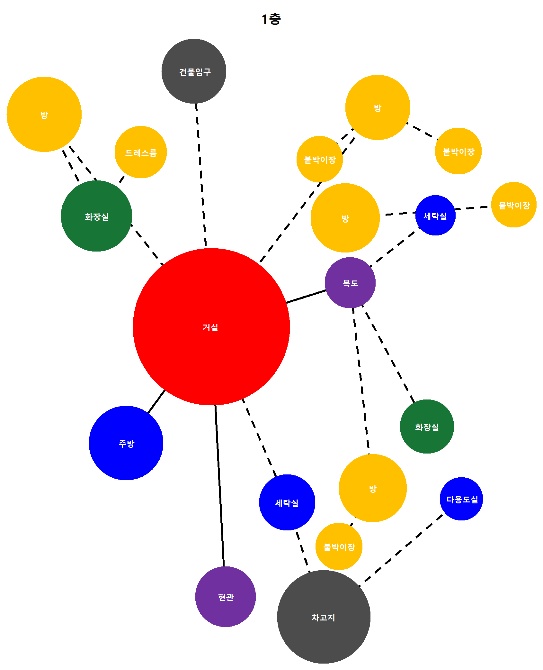 1층
건물입구
방
방
드레스룸
붙박이장
붙박이장
화장실
방
세탁실
붙박이장
복도
거실
화장실
주방
방
세탁실
다용도실
붙박이장
현관
차고지